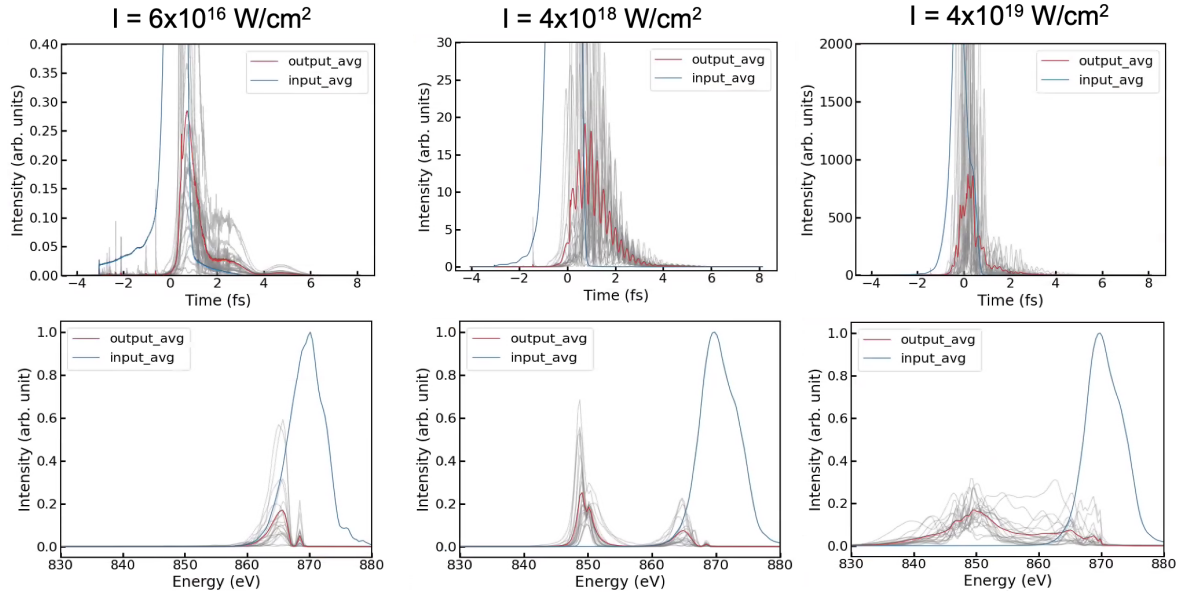 I = 6x10¹⁶ W/cm²
I = 4x10¹⁸ W/cm²
I = 4x10¹⁹ W/cm²
Intensity (arb. units)
0.40
0.35
0.30
0.25
0.20
0.15
0.10
0.05
0.00
output_avg
input_avg
−4 −2 0 2 4 6 8
Time (fs)
Intensity (arb. units)
30
25
20
15
10
5
0
output_avg
input_avg
−4 −2 0 2 4 6 8
Time (fs)
Intensity (arb. units)
2000
1500
1000
500
0
output_avg
input_avg
−4 −2 0 2 4 6 8
Time (fs)
Intensity (arb. unit)
1.0
0.8
0.6
0.4
0.2
0.0
output_avg
input_avg
830 840 850 860 870 880
Energy (eV)
Intensity (arb. unit)
1.0
0.8
0.6
0.4
0.2
0.0
output_avg
input_avg
830 840 850 860 870 880
Energy (eV)
Intensity (arb. unit)
1.0
0.8
0.6
0.4
0.2
0.0
output_avg
input_avg
830 840 850 860 870 880
Energy (eV)